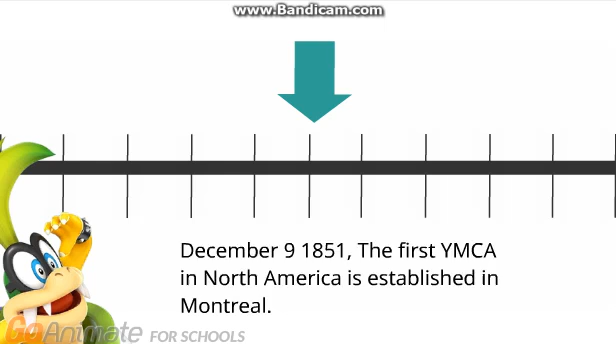 www.Bandicam.com
December 9 1851, The first YMCA
in North America is established in
Montreal.
GoAnimate FOR SCHOOLS